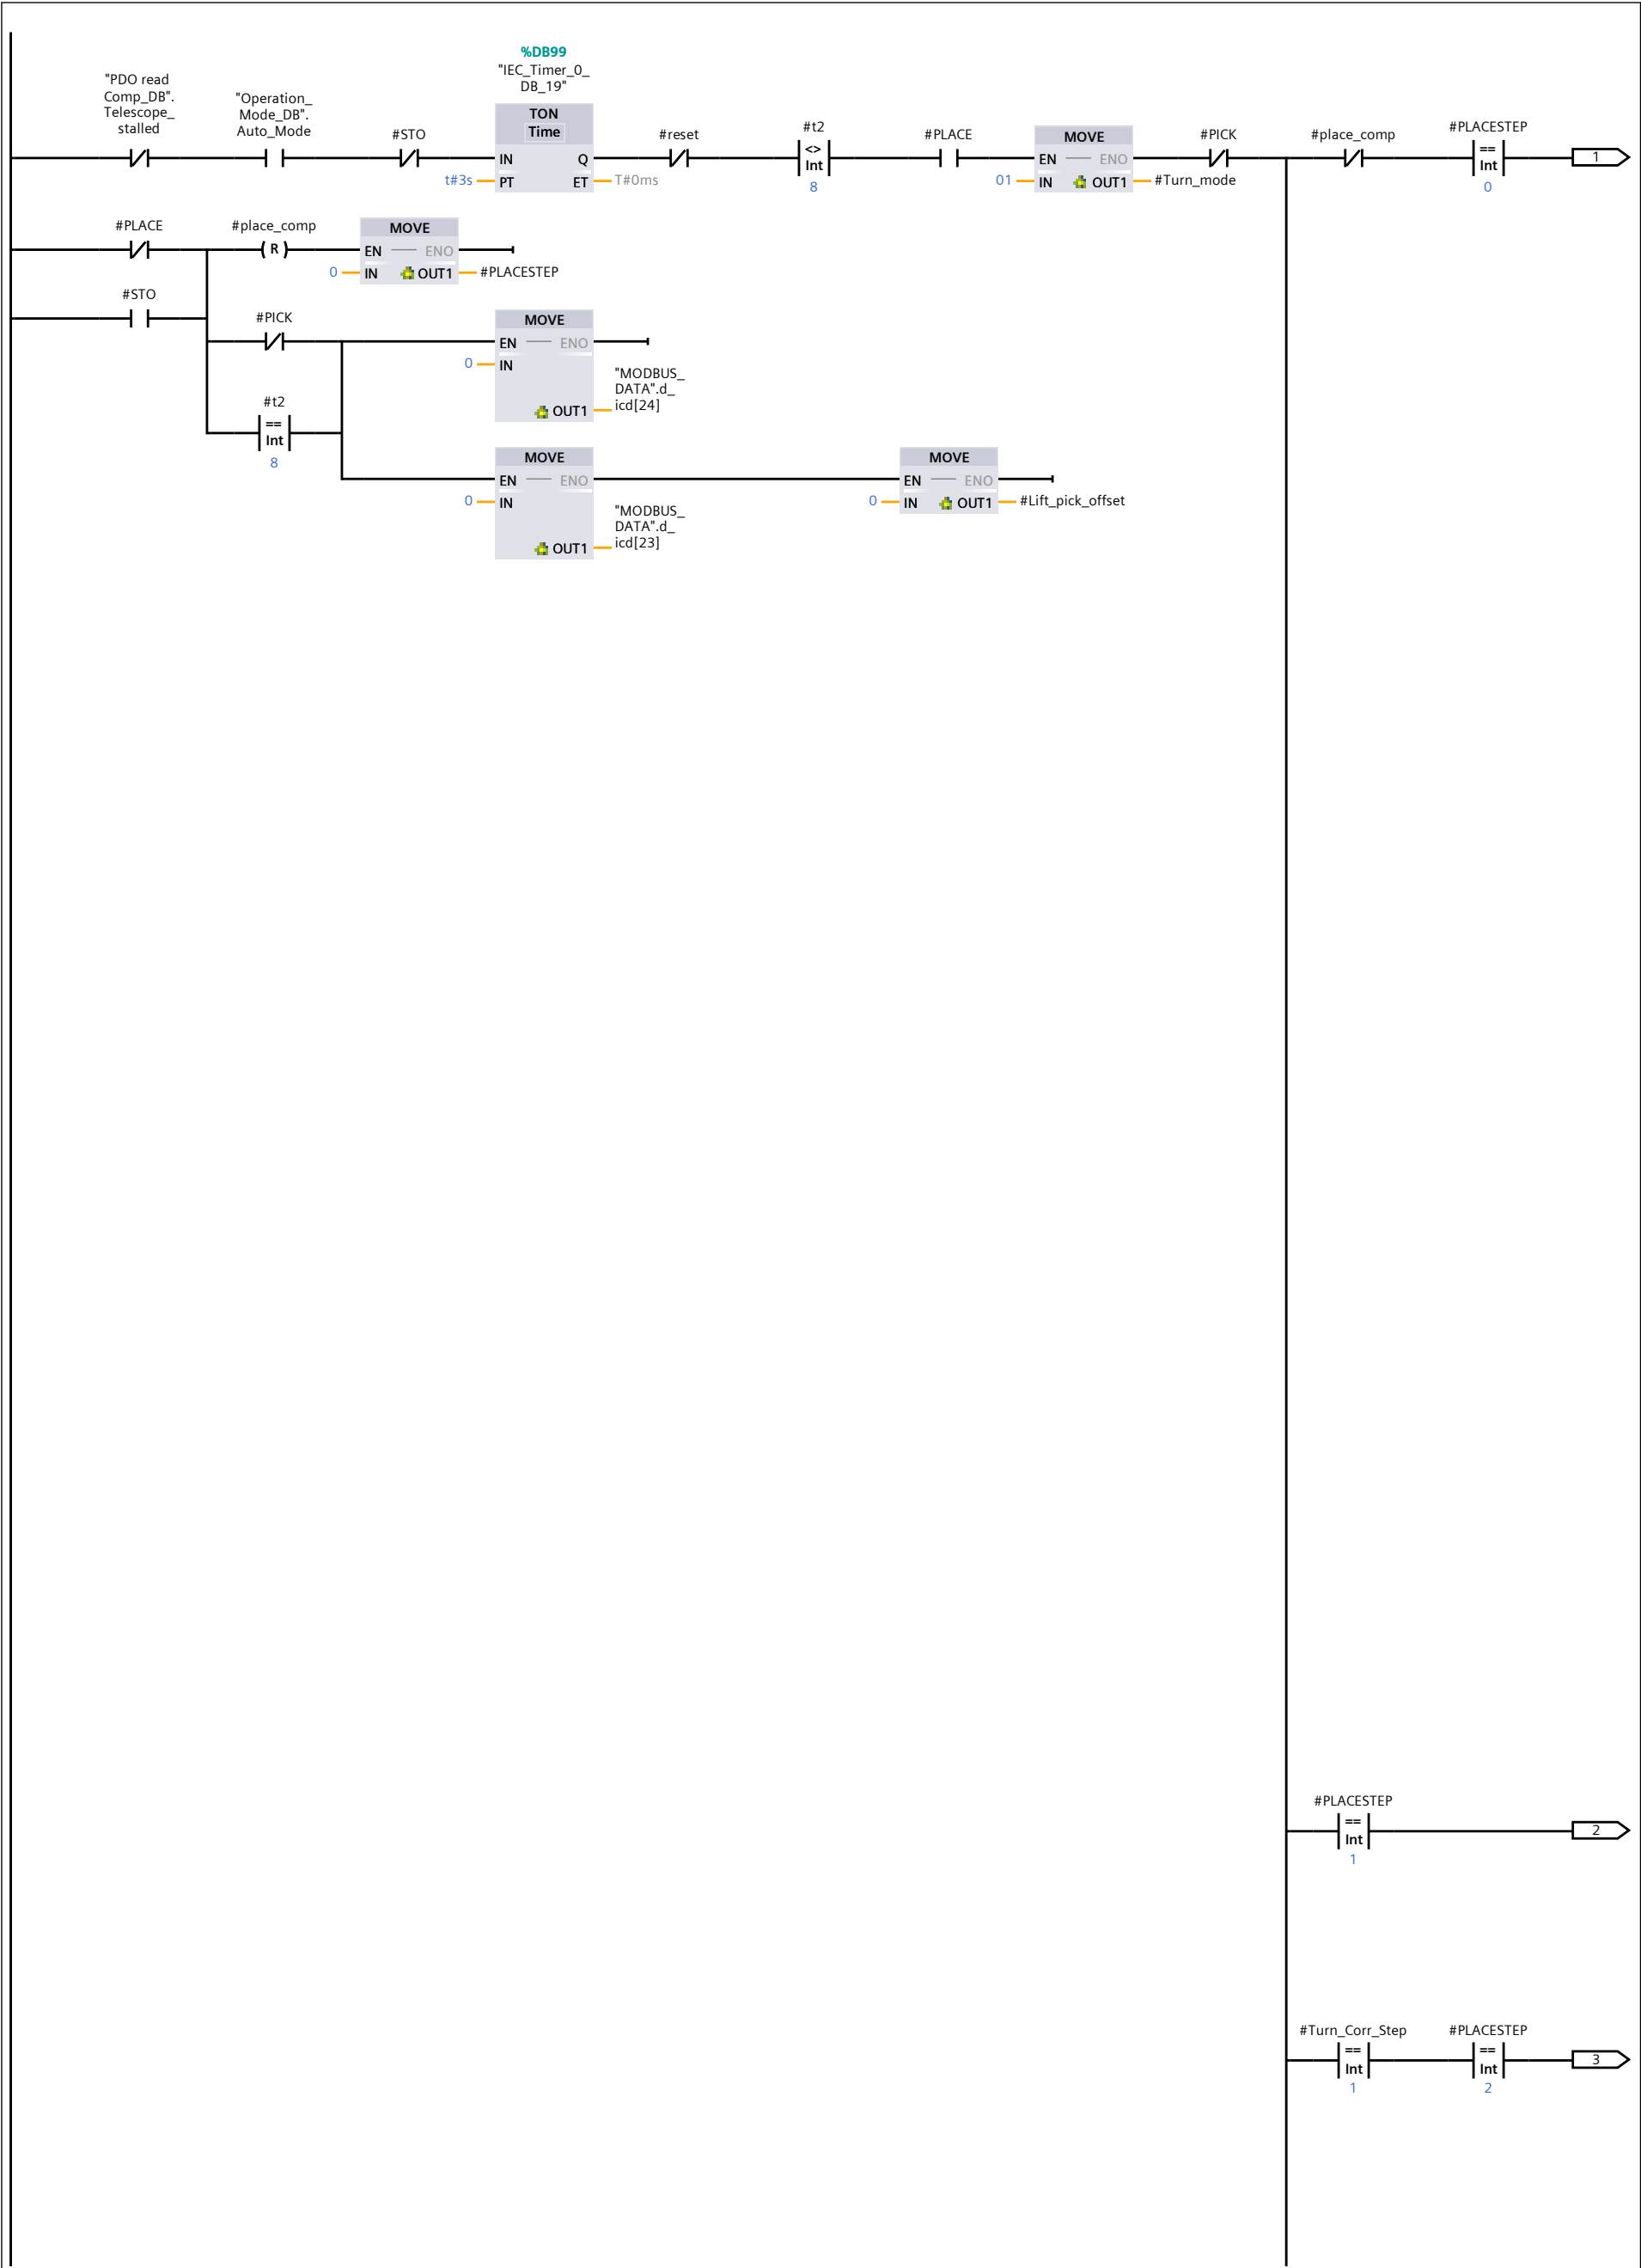 %DB99
"IEC_Timer_0_
DB_19"
"PDO read
Comp_DB".
Telescope_
stalled
"Operation_
Mode_DB".
Auto_Mode
#STO
TON
Time
IN
Q
t#3s
PT
ET
T#0ms
#reset
#t2
<>
Int
8
#PLACE
MOVE
EN
ENO
01
IN
OUT1
#Turn_mode
#PICK
#place_comp
#PLACESTEP
==
Int
0
1
#PLACE
#place_comp
R
MOVE
EN
ENO
0
IN
OUT1
#PLACESTEP
#STO
#PICK
MOVE
EN
ENO
0
IN
OUT1
"MODBUS_
DATA".d_
icd[24]
#t2
==
Int
8
MOVE
EN
ENO
0
IN
OUT1
"MODBUS_
DATA".d_
icd[23]
MOVE
EN
ENO
0
IN
OUT1
#Lift_pick_offset
#PLACESTEP
==
Int
1
2
#Turn_Corr_Step
==
Int
1
#PLACESTEP
==
Int
2
3